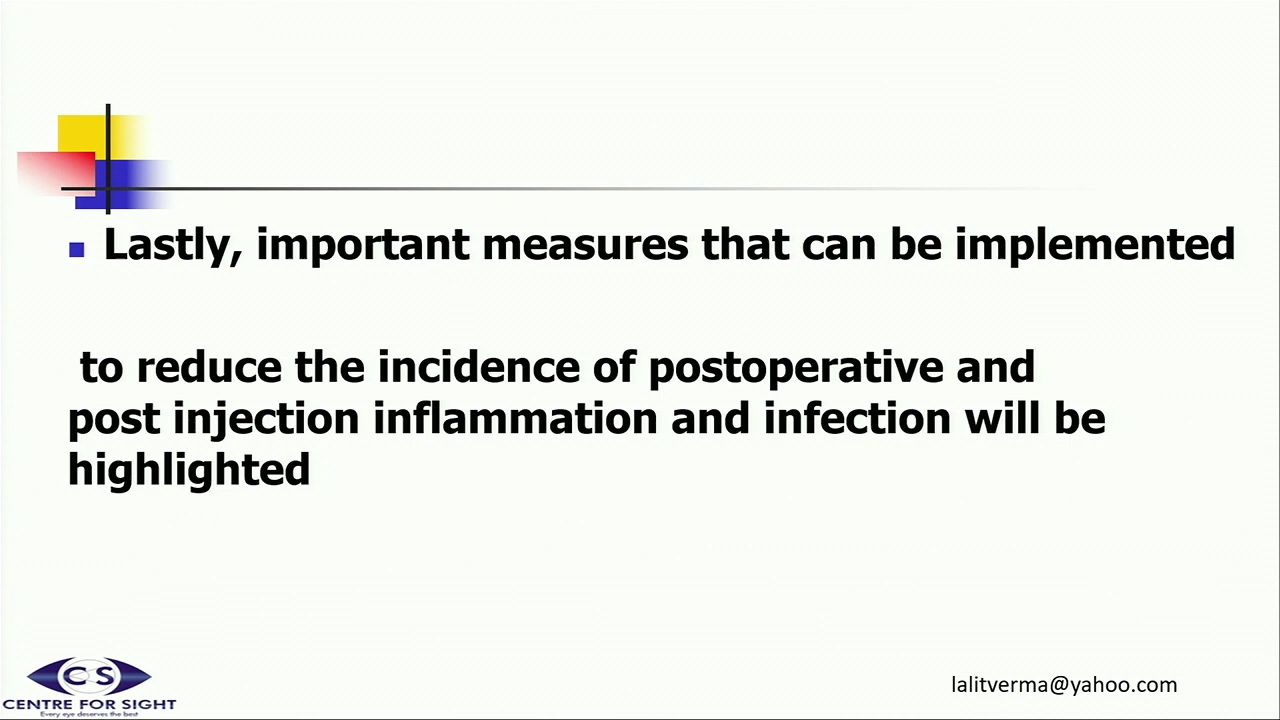 Lastly, important measures that can be implemented
to reduce the incidence of postoperative and
post injection inflammation and infection will be
highlighted
CS
CENTRE FOR SIGHT
Every eye deserves the best
lalitverma@yahoo.com